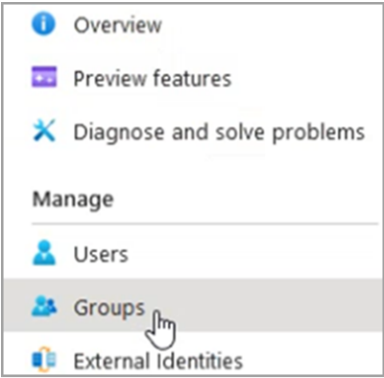 Overview
Preview features
Diagnose and solve problems
Manage
Users
Groups
External Identities